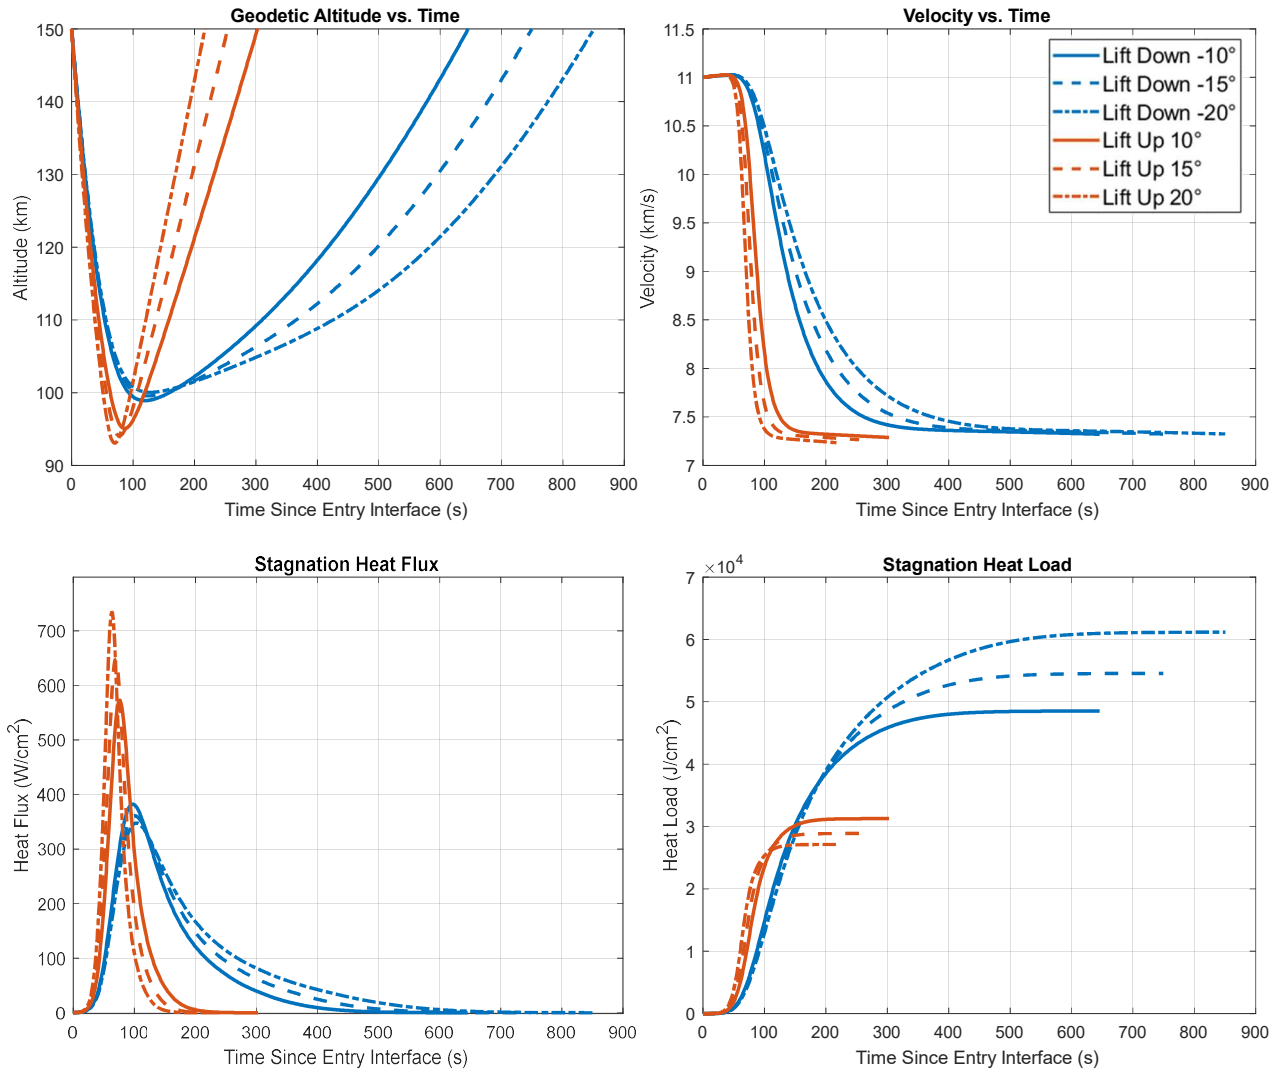 Geodetic Altitude vs. Time
150
140
130
120
110
100
90
Altitude (km)
0 100 200 300 400 500 600 700 800 900
Time Since Entry Interface (s)
Velocity vs. Time
11.5
11
10.5
10
9.5
9
8.5
8
7.5
7
Velocity (km/s)
0 100 200 300 400 500 600 700 800 900
Time Since Entry Interface (s)
Lift Down -10°
Lift Down -15°
Lift Down -20°
Lift Up 10°
Lift Up 15°
Lift Up 20°
Stagnation Heat Flux
700
600
500
400
300
200
100
0
Heat Flux (W/cm²)
0 100 200 300 400 500 600 700 800 900
Time Since Entry Interface (s)
Stagnation Heat Load
×10⁴
7
6
5
4
3
2
1
0
Heat Load (J/cm²)
0 100 200 300 400 500 600 700 800 900
Time Since Entry Interface (s)